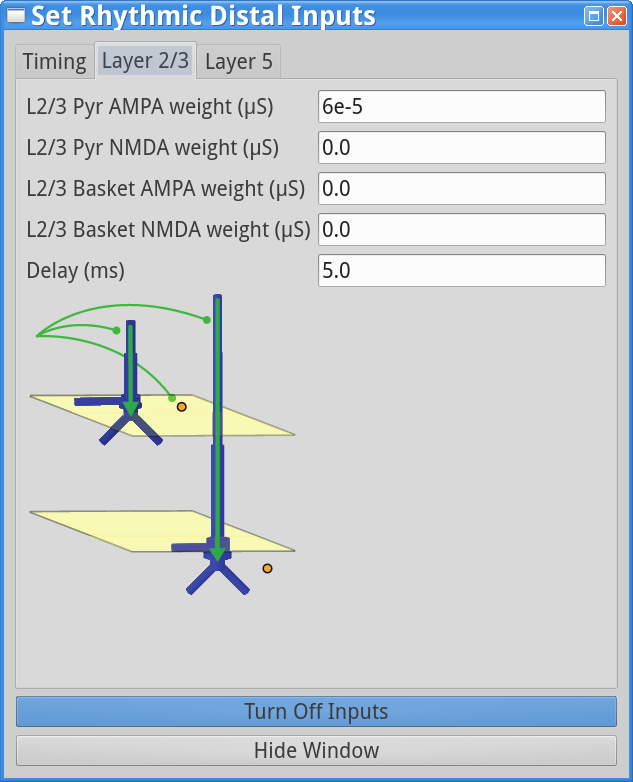 Set Rhythmic Distal Inputs
Timing Layer 2/3 Layer 5
L2/3 Pyr AMPA weight (µS) 6e-5
L2/3 Pyr NMDA weight (µS) 0.0
L2/3 Basket AMPA weight (µS) 0.0
L2/3 Basket NMDA weight (µS) 0.0
Delay (ms) 5.0
Turn Off Inputs
Hide Window